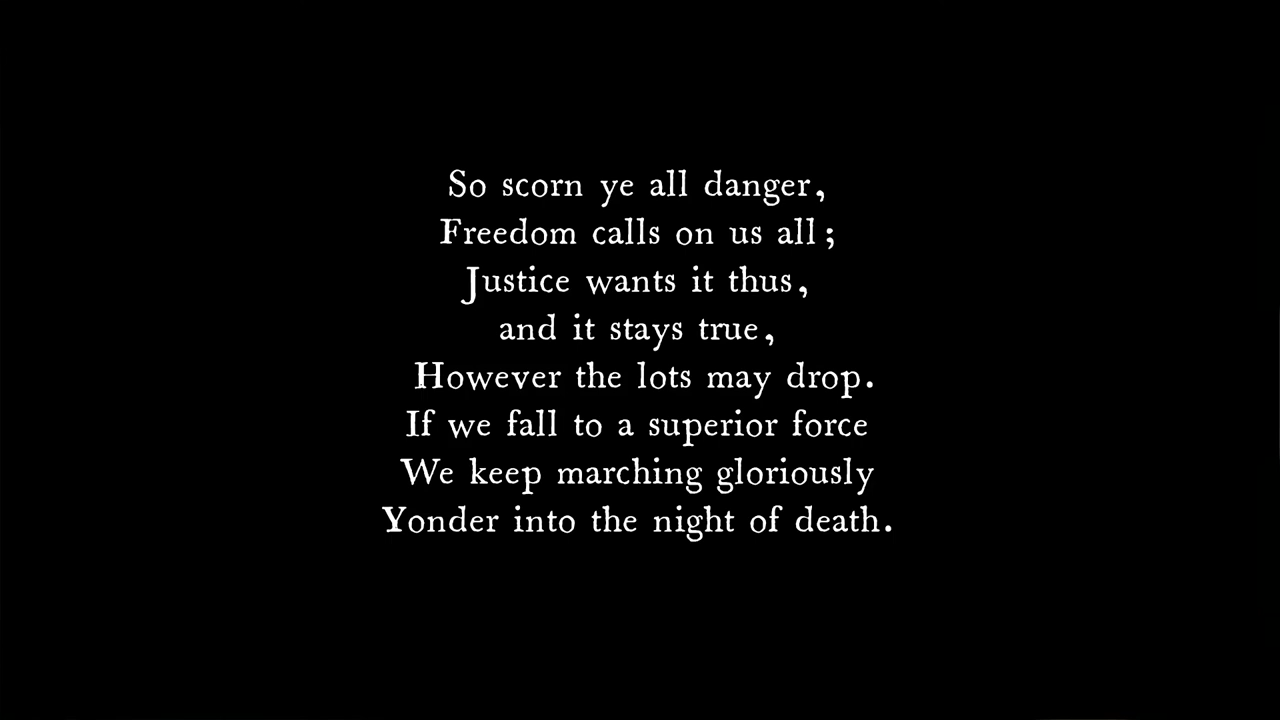 So scorn ye all danger,
Freedom calls on us all;
Justice wants it thus,
and it stays true,
However the lots may drop.
If we fall to a superior force
We keep marching gloriously
Yonder into the night of death.